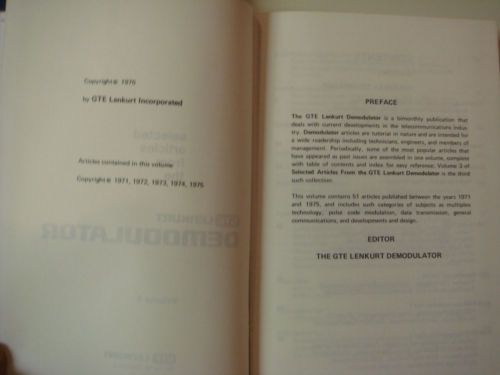 Copyright© 1976
by GTE Lenkurt Incorporated
Articles contained in this volume
Copyright© 1971, 1972, 1973, 1974, 1975
PREFACE
The GTE Lenkurt Demodulator is a bimonthly publication that
deals with current developments in the telecommunications indus-
try. Demodulator articles are tutorial in nature and are intended for
a wide readership including technicians, engineers, and members of
management. Periodically, some of the most popular articles that
have appeared in past issues are assembled in one volume, complete
with table of contents and index for easy reference; Volume 3 of
Selected Articles From the GTE Lenkurt Demodulator is the third
such collection.
This volume contains 51 articles published between the years 1971
and 1975, and includes such categories of subjects as multiplex
technology, pulse code modulation, data transmission, general
communications, and developments and design.
EDITOR
THE GTE LENKURT DEMODULATOR
selected
articles
the
GTE LENKURT
DEMODULATOR